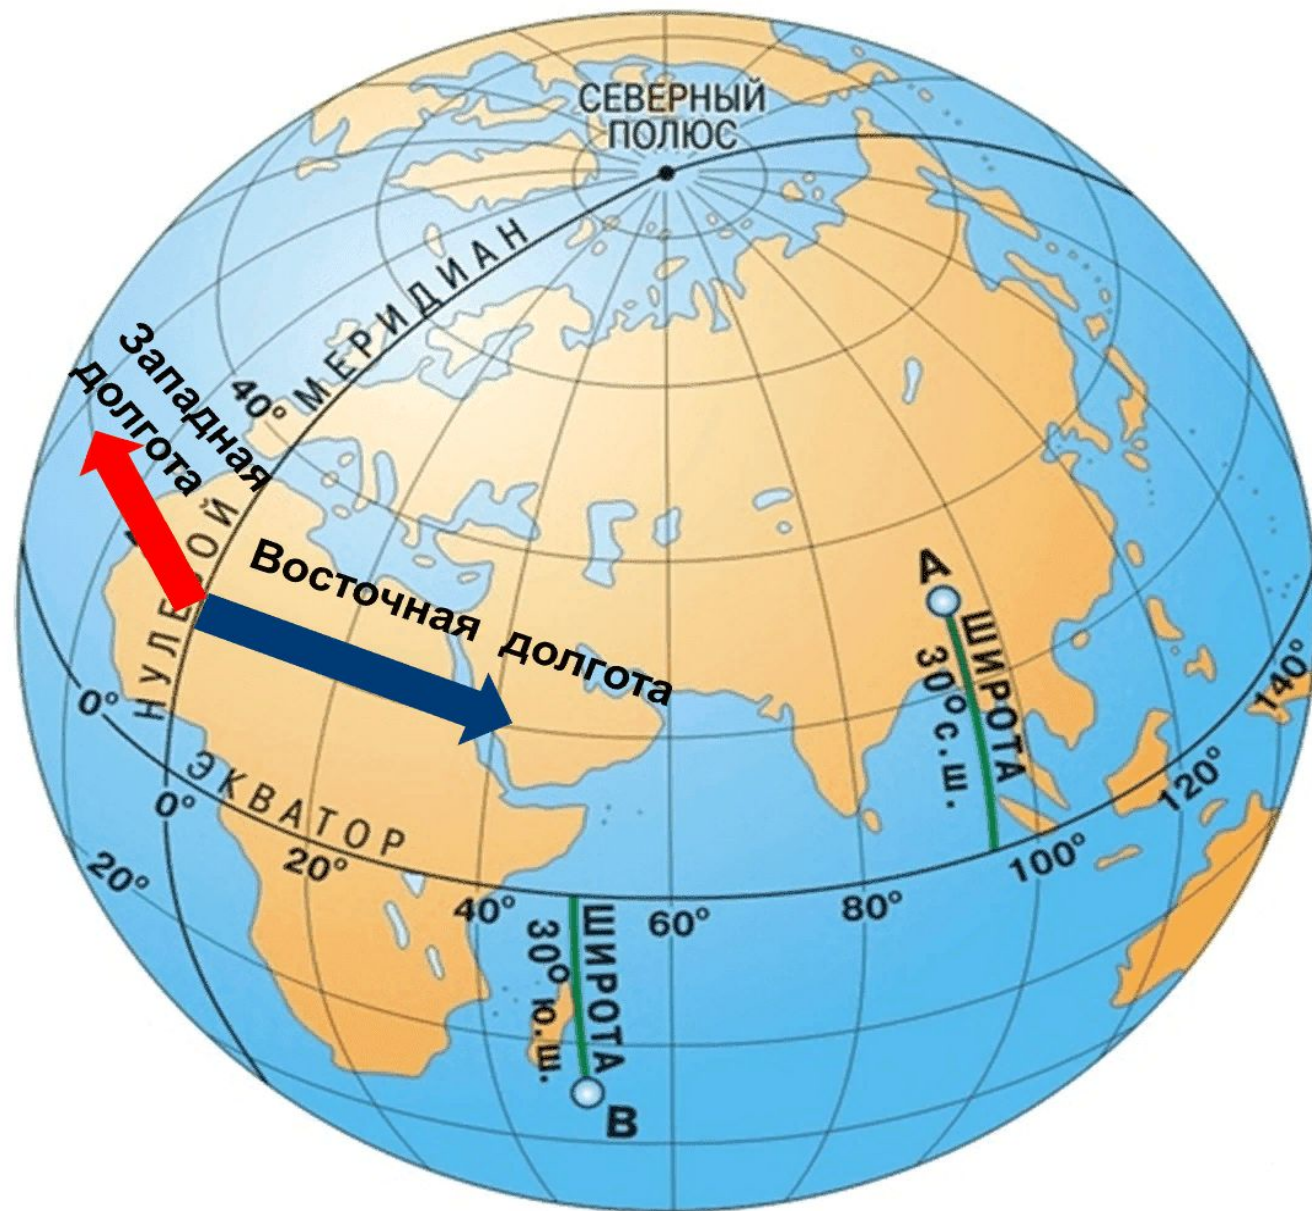 СЕВЕРНЫЙ
ПОЛЮС
НУЛЕВОЙ МЕРИДИАН
Западная
долгота
40°
Восточная долгота
А
ШИРОТА
30° с.ш.
0°
ЭКВАТОР
0°
20°
40°
60°
80°
100°
120°
140°
20°
ШИРОТА
30° ю.ш.
В